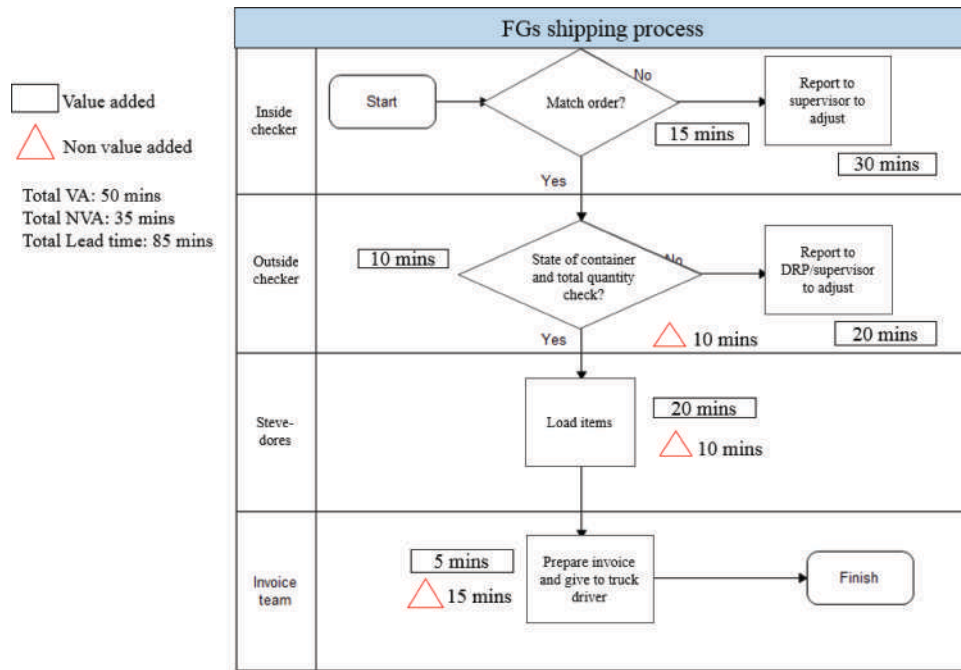 FGs shipping process
Value added
Non value added
Total VA: 50 mins
Total NVA: 35 mins
Total Lead time: 85 mins
Inside
checker
Start
Match order?
No
15 mins
Report to
supervisor to
adjust
30 mins
Yes
Outside
checker
10 mins
State of container
and total quantity
check?
No
Report to
DRP/supervisor
to adjust
20 mins
Yes
10 mins
Steve-
dores
Load items
20 mins
10 mins
Invoice
team
5 mins
15 mins
Prepare invoice
and give to truck
driver
Finish